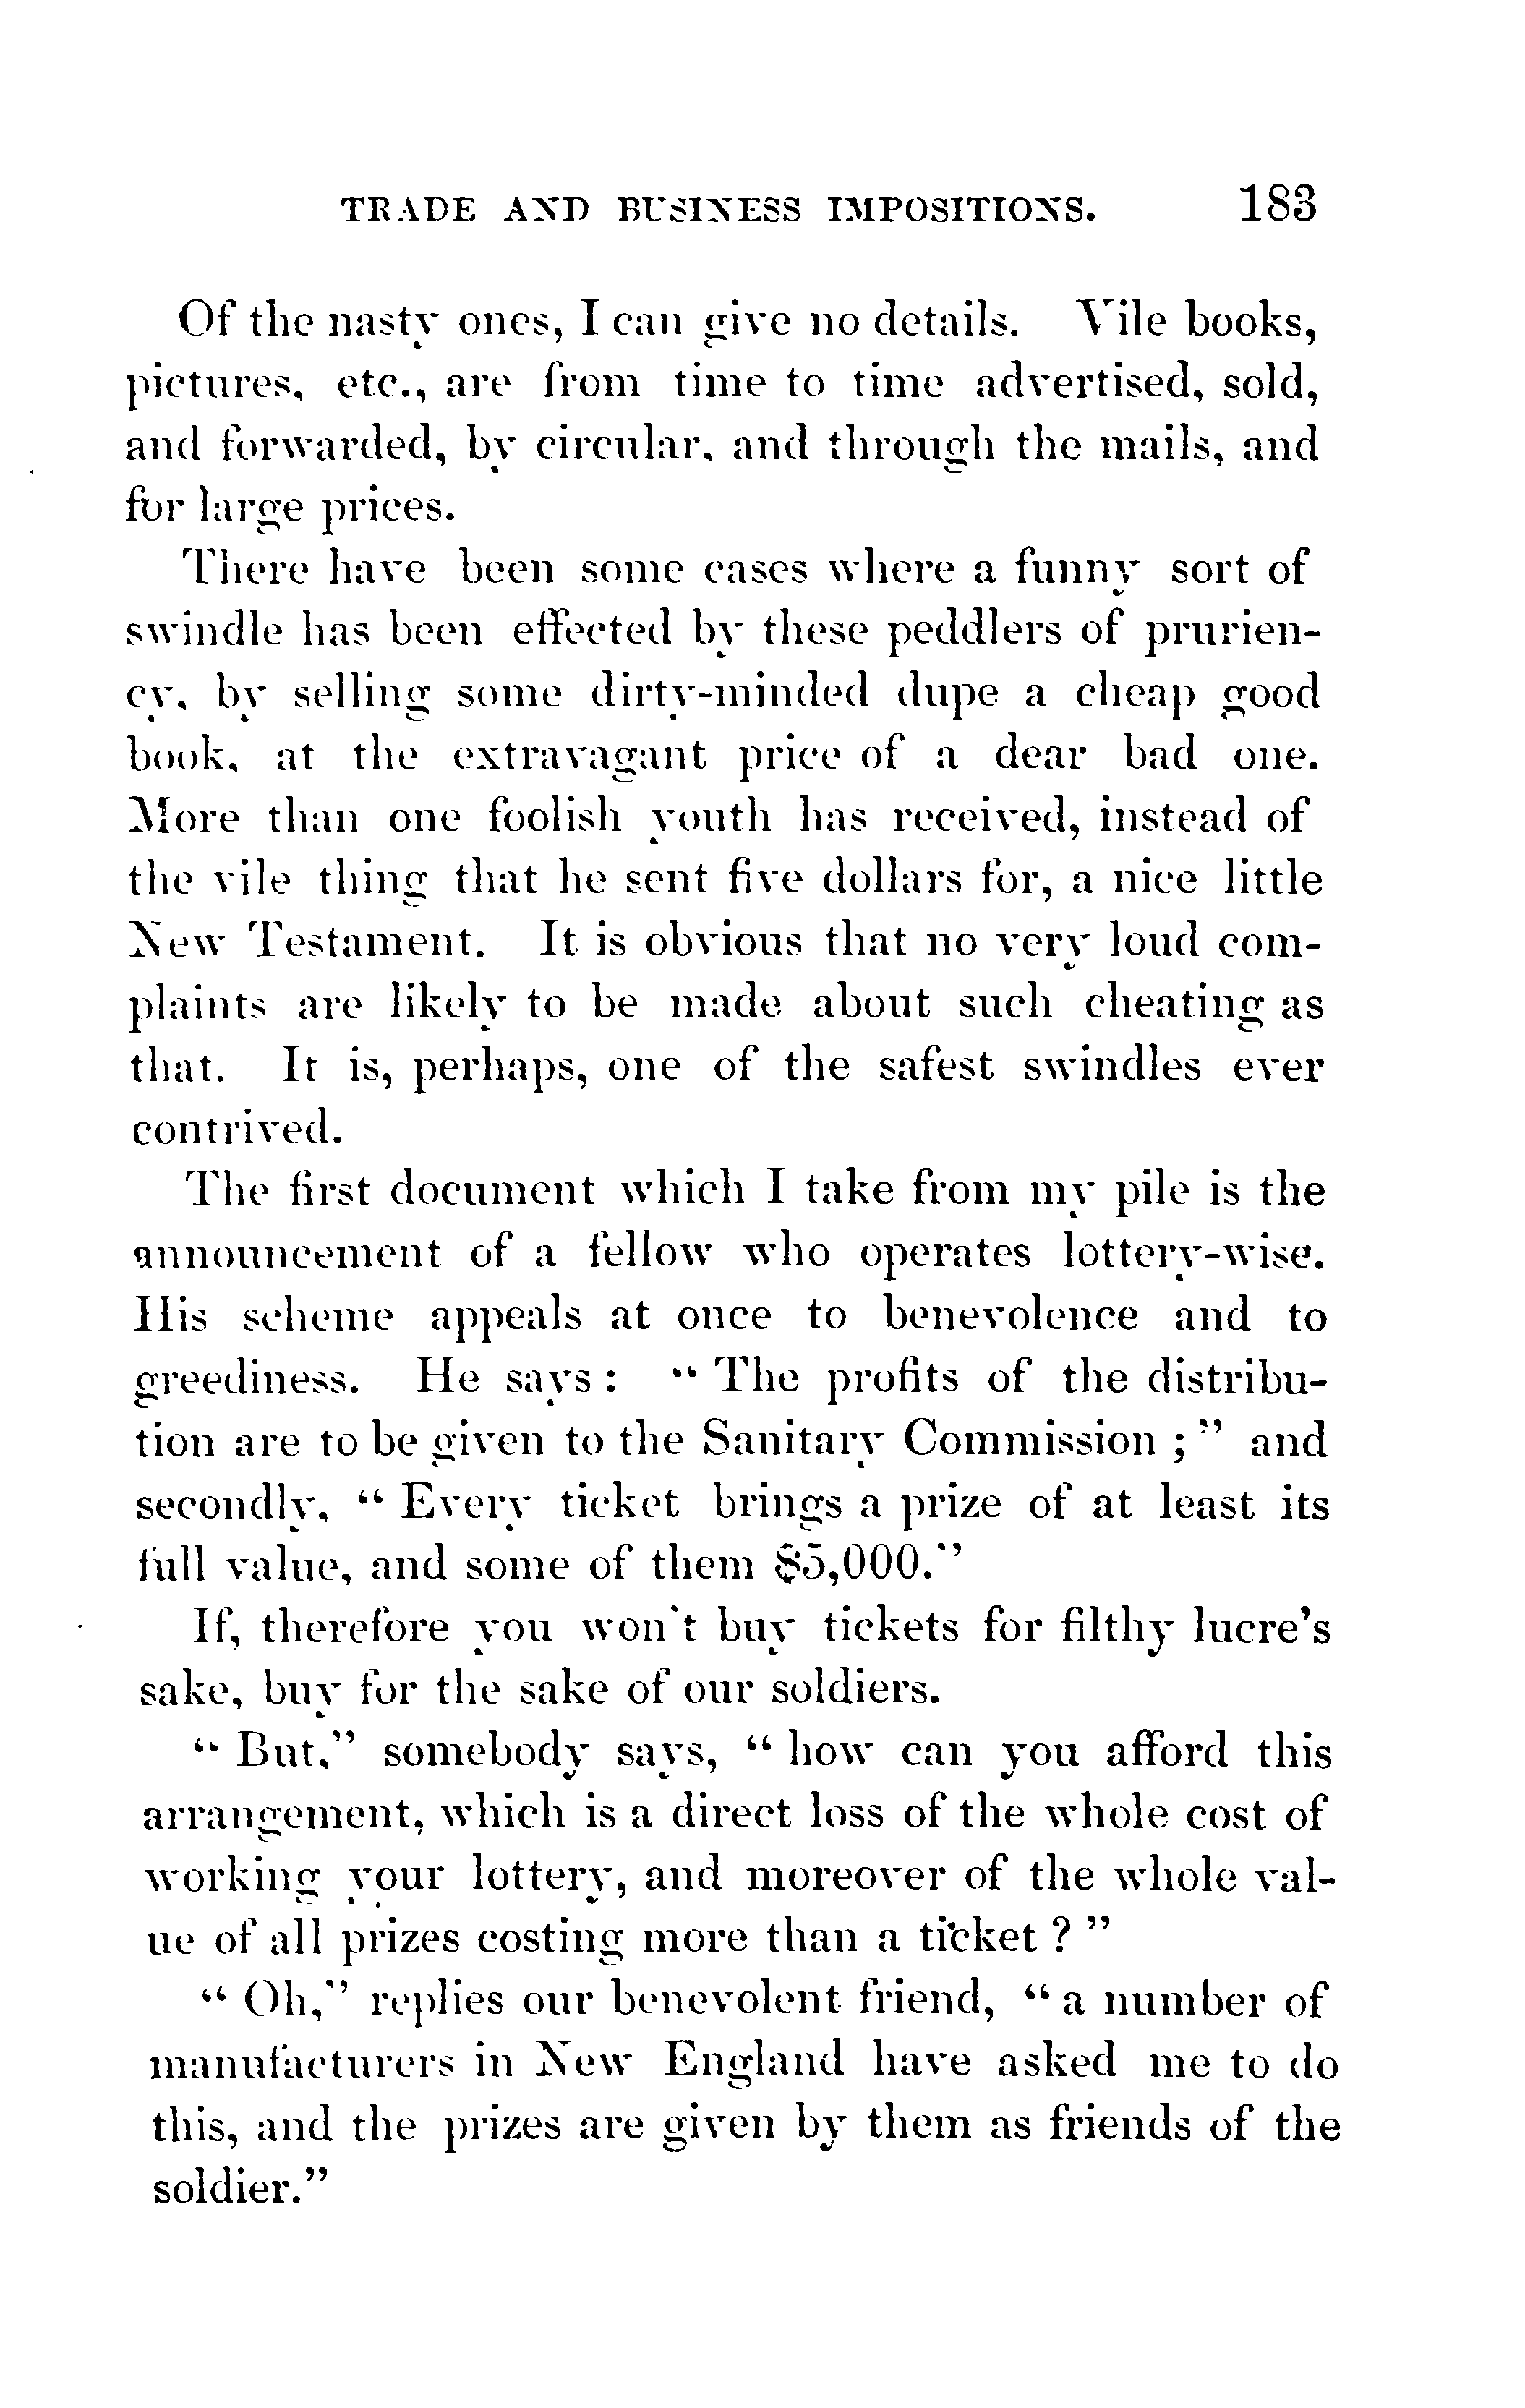 TRADE AND BUSINESS IMPOSITIONS. 183
Of the nasty ones, I can give no details. Vile books,
pictures, etc., are from time to time advertised, sold,
and forwarded, by circular, and through the mails, and
for large prices.
There have been some cases where a funny sort of
swindle has been effected by these peddlers of prurien-
cy, by selling some dirty-minded dupe a cheap good
book, at the extravagant price of a dear bad one.
More than one foolish youth has received, instead of
the vile thing that he sent five dollars for, a nice little
New Testament. It is obvious that no very loud com-
plaints are likely to be made about such cheating as
that. It is, perhaps, one of the safest swindles ever
contrived.
The first document which I take from my pile is the
announcement of a fellow who operates lottery-wise.
His scheme appeals at once to benevolence and to
greediness. He says: “ The profits of the distribu-
tion are to be given to the Sanitary Commission ; ” and
secondly, “ Every ticket brings a prize of at least its
full value, and some of them $5,000.”
If, therefore you won't buy tickets for filthy lucre’s
sake, buy for the sake of our soldiers.
“ But,” somebody says, “ how can you afford this
arrangement, which is a direct loss of the whole cost of
working your lottery, and moreover of the whole val-
ue of all prizes costing more than a ticket ? ”
“ Oh,” replies our benevolent friend, “ a number of
manufacturers in New England have asked me to do
this, and the prizes are given by them as friends of the
soldier.”